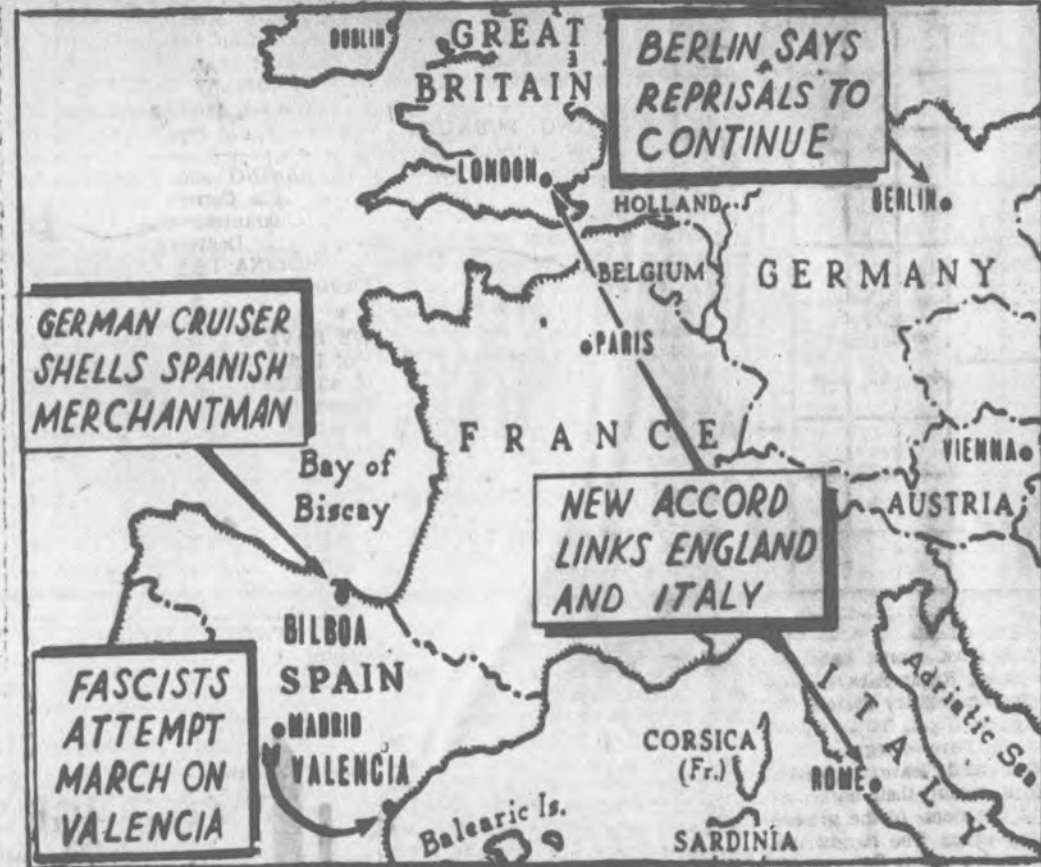 DUBLIN
GREAT
BRITAIN
LONDON
BERLIN SAYS
REPRISALS TO
CONTINUE
HOLLAND
BERLIN
BELGIUM
GERMANY
GERMAN CRUISER
SHELLS SPANISH
MERCHANTMAN
PARIS
FRANCE
VIENNA
AUSTRIA
Bay of
Biscay
NEW ACCORD
LINKS ENGLAND
AND ITALY
BILBOA
SPAIN
FASCISTS
ATTEMPT
MARCH ON
VALENCIA
MADRID
VALENCIA
Balearic Is.
CORSICA
(Fr.)
SARDINIA
ITALY
ROME
Adriatic Sea